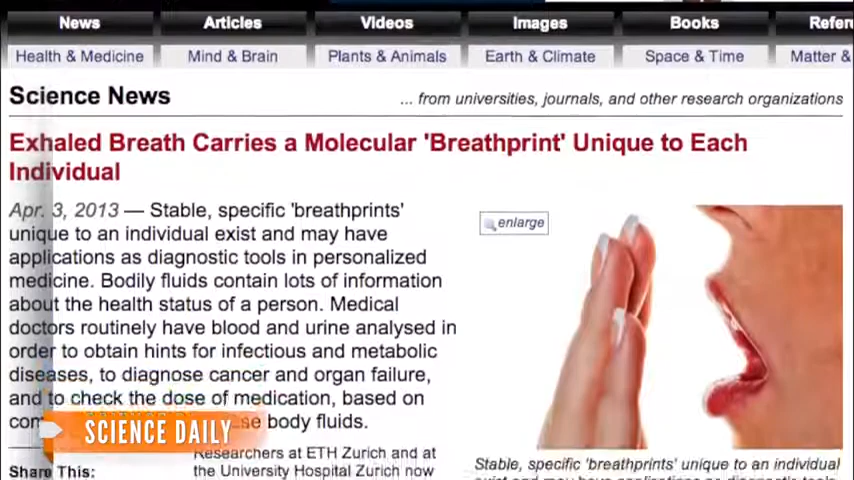 News Articles Videos Images Books
Health & Medicine Mind & Brain Plants & Animals Earth & Climate Space & Time Matter &
Science News
... from universities, journals, and other research organizations
Exhaled Breath Carries a Molecular 'Breathprint' Unique to Each
Individual
Apr. 3, 2013 — Stable, specific 'breathprints'
unique to an individual exist and may have
applications as diagnostic tools in personalized
medicine. Bodily fluids contain lots of information
about the health status of a person. Medical
doctors routinely have blood and urine analysed in
order to obtain hints for infectious and metabolic
diseases, to diagnose cancer and organ failure,
and to check the dose of medication, based on
body fluids.
enlarge
SCIENCE DAILY
Researchers at ETH Zurich and at
the University Hospital Zurich now
Share This:
Stable, specific 'breathprints' unique to an individual